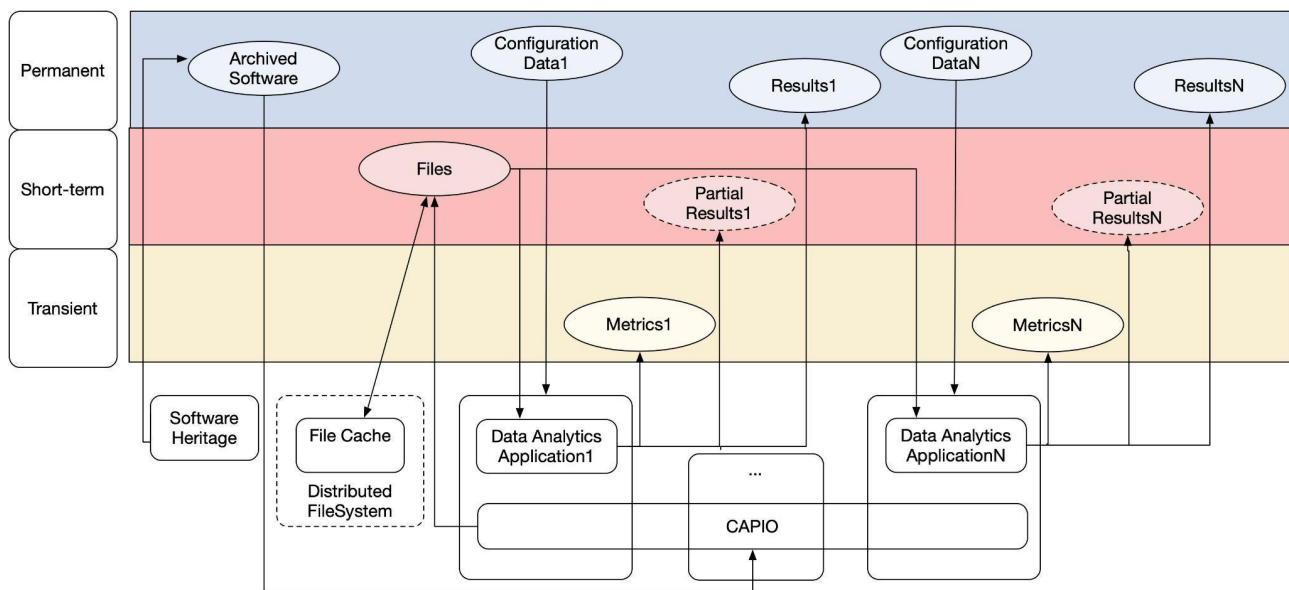 Permanent
Archived
Software
Configuration
Data1
Results1
Configuration
DataN
ResultsN
Short-term
Files
Partial
Results1
Partial
ResultsN
Transient
Metrics1
MetricsN
Software
Heritage
File Cache
Distributed
FileSystem
Data Analytics
Application1
...
CAPIO
Data Analytics
ApplicationN